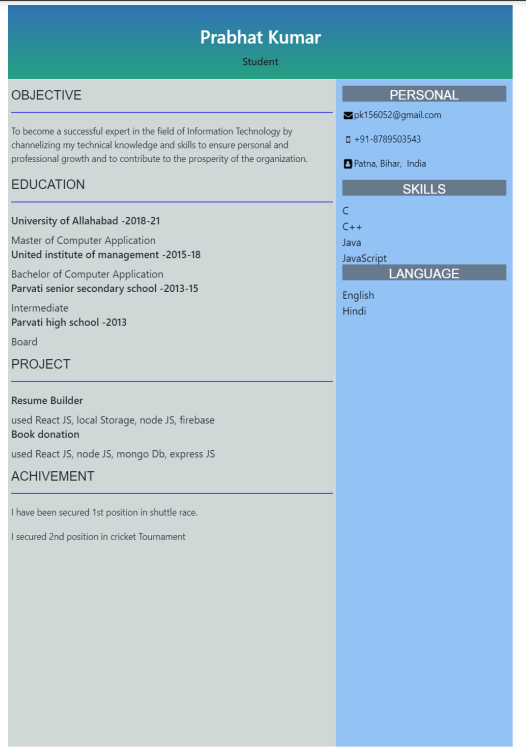 Prabhat Kumar
Student
OBJECTIVE
To become a successful expert in the field of Information Technology by
channelizing my technical knowledge and skills to ensure personal and
professional growth and to contribute to the prosperity of the organization.
EDUCATION
University of Allahabad -2018-21
Master of Computer Application
United institute of management -2015-18
Bachelor of Computer Application
Parvati senior secondary school -2013-15
Intermediate
Parvati high school -2013
Board
PROJECT
Resume Builder
used React JS, local Storage, node JS, firebase
Book donation
used React JS, node JS, mongo Db, express JS
ACHIVEMENT
I have been secured 1st position in shuttle race.
I secured 2nd position in cricket Tournament
PERSONAL
pk156052@gmail.com
+91-8789503543
Patna, Bihar, India
SKILLS
C
C++
Java
JavaScript
LANGUAGE
English
Hindi